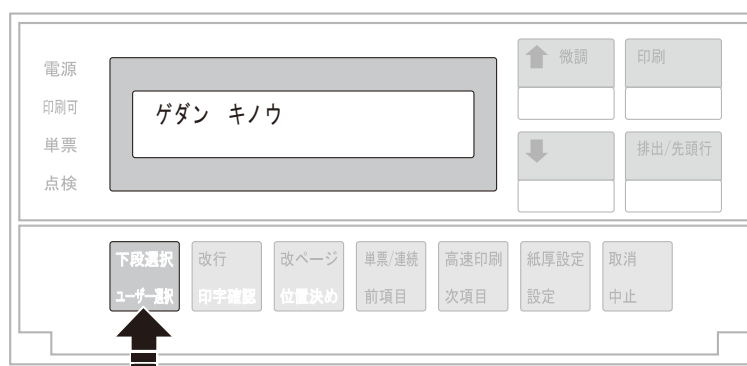 電源
印刷可
単票
点検
ゲダン キノウ
微調
印刷
排出/先頭行
下段選択
ユーザー選択
改行
印字確認
改ページ
位置決め
単票/連続
前項目
高速印刷
次項目
紙厚設定
設定
取消
中止